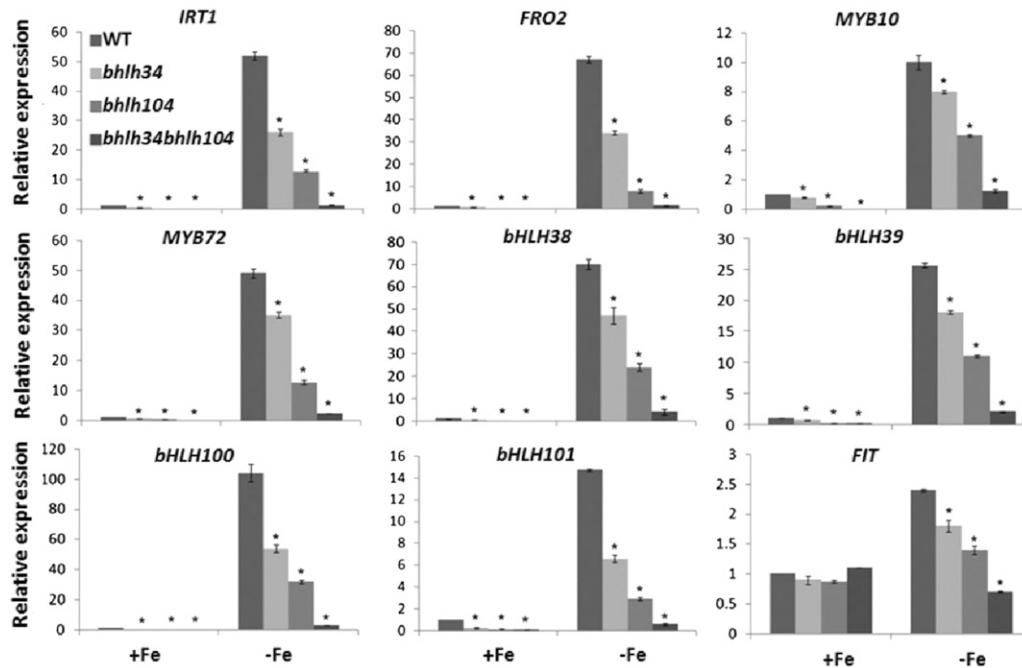 IRT1
Relative expression
60
50
40
30
20
10
0
WT
bhlh34
bhlh104
bhlh34bhlh104
* * *
* * *
FRO2
80
70
60
50
40
30
20
10
0
* * *
* * *
MYB10
12
10
8
6
4
2
0
* * *
* * *
MYB72
Relative expression
60
50
40
30
20
10
0
* * *
* * *
bHLH38
80
70
60
50
40
30
20
10
0
* * *
* * *
bHLH39
30
25
20
15
10
5
0
* * *
* * *
bHLH100
Relative expression
120
100
80
60
40
20
0
* * *
* * *
+Fe -Fe
bHLH101
16
14
12
10
8
6
4
2
0
* * *
* * *
+Fe -Fe
FIT
3
2.5
2
1.5
1
0.5
0
* * *
+Fe -Fe